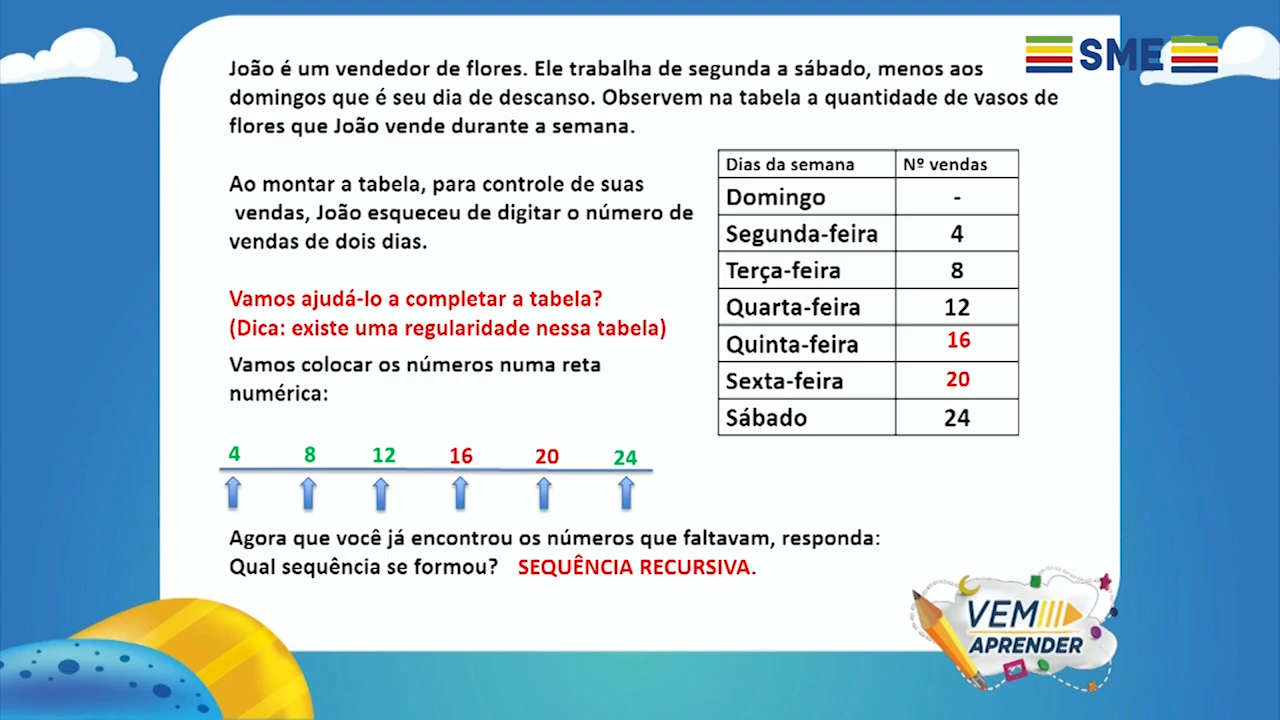 SME
João é um vendedor de flores. Ele trabalha de segunda a sábado, menos aos
domingos que é seu dia de descanso. Observem na tabela a quantidade de vasos de
flores que João vende durante a semana.
Ao montar a tabela, para controle de suas
vendas, João esqueceu de digitar o número de
vendas de dois dias.
Vamos ajudá-lo a completar a tabela?
(Dica: existe uma regularidade nessa tabela)
Vamos colocar os números numa reta
numérica:
Dias da semana Nº vendas
Domingo -
Segunda-feira 4
Terça-feira 8
Quarta-feira 12
Quinta-feira 16
Sexta-feira 20
Sábado 24
4 8 12 16 20 24
Agora que você já encontrou os números que faltavam, responda:
Qual sequência se formou? SEQUÊNCIA RECURSIVA.
VEM
APRENDER